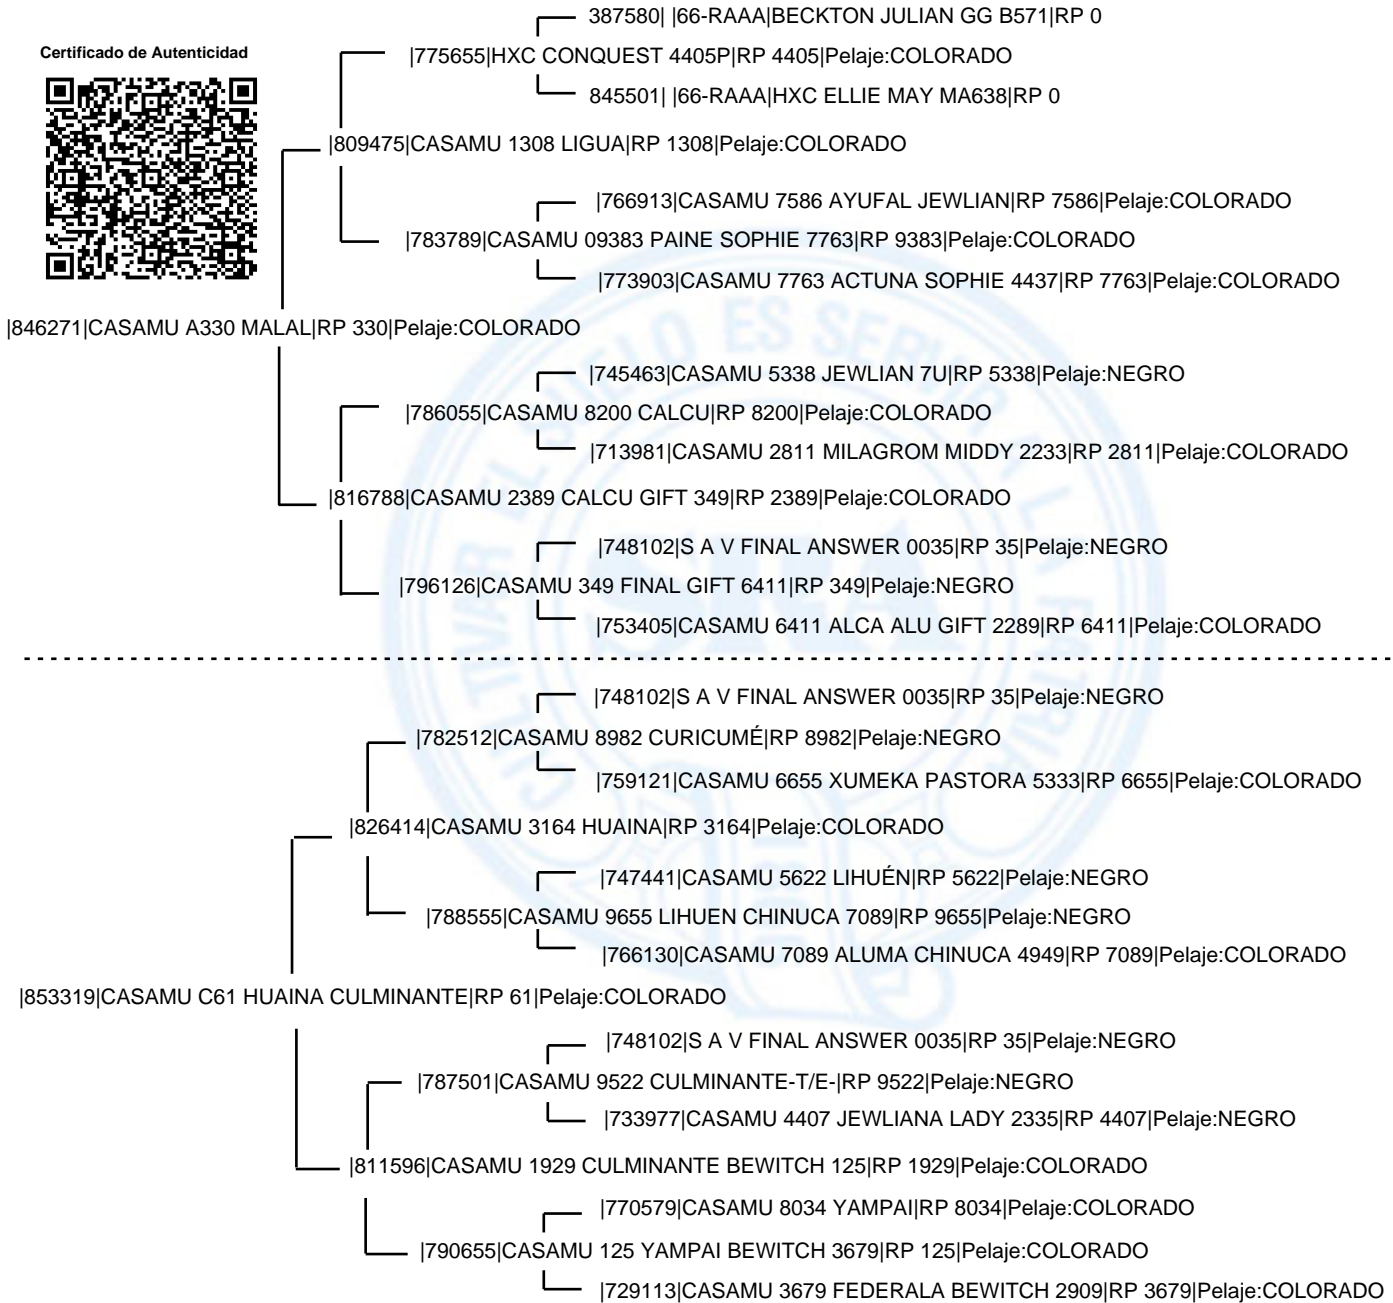 387580| |66-RAAA|BECKTON JULIAN GG B571|RP 0
Certificado de Autenticidad
|775655|HXC CONQUEST 4405P|RP 4405|Pelaje:COLORADO
845501| |66-RAAA|HXC ELLIE MAY MA638|RP 0
|809475|CASAMU 1308 LIGUA|RP 1308|Pelaje:COLORADO
|766913|CASAMU 7586 AYUFAL JEWLIAN|RP 7586|Pelaje:COLORADO
|783789|CASAMU 09383 PAINE SOPHIE 7763|RP 9383|Pelaje:COLORADO
|773903|CASAMU 7763 ACTUNA SOPHIE 4437|RP 7763|Pelaje:COLORADO
|846271|CASAMU A330 MALAL|RP 330|Pelaje:COLORADO
|745463|CASAMU 5338 JEWLIAN 7U|RP 5338|Pelaje:NEGRO
|786055|CASAMU 8200 CALCU|RP 8200|Pelaje:COLORADO
|713981|CASAMU 2811 MILAGROM MIDDY 2233|RP 2811|Pelaje:COLORADO
|816788|CASAMU 2389 CALCU GIFT 349|RP 2389|Pelaje:COLORADO
|748102|S A V FINAL ANSWER 0035|RP 35|Pelaje:NEGRO
|796126|CASAMU 349 FINAL GIFT 6411|RP 349|Pelaje:NEGRO
|753405|CASAMU 6411 ALCA ALU GIFT 2289|RP 6411|Pelaje:COLORADO
CULTIVAR EL SUELO ES SERVIR A LA PATRIA
SRA
1866
|748102|S A V FINAL ANSWER 0035|RP 35|Pelaje:NEGRO
|782512|CASAMU 8982 CURICUMÉ|RP 8982|Pelaje:NEGRO
|759121|CASAMU 6655 XUMEKA PASTORA 5333|RP 6655|Pelaje:COLORADO
|826414|CASAMU 3164 HUAINA|RP 3164|Pelaje:COLORADO
|747441|CASAMU 5622 LIHUÉN|RP 5622|Pelaje:NEGRO
|788555|CASAMU 9655 LIHUEN CHINUCA 7089|RP 9655|Pelaje:NEGRO
|766130|CASAMU 7089 ALUMA CHINUCA 4949|RP 7089|Pelaje:COLORADO
|853319|CASAMU C61 HUAINA CULMINANTE|RP 61|Pelaje:COLORADO
|748102|S A V FINAL ANSWER 0035|RP 35|Pelaje:NEGRO
|787501|CASAMU 9522 CULMINANTE-T/E-|RP 9522|Pelaje:NEGRO
|733977|CASAMU 4407 JEWLIANA LADY 2335|RP 4407|Pelaje:NEGRO
|811596|CASAMU 1929 CULMINANTE BEWITCH 125|RP 1929|Pelaje:COLORADO
|770579|CASAMU 8034 YAMPAI|RP 8034|Pelaje:COLORADO
|790655|CASAMU 125 YAMPAI BEWITCH 3679|RP 125|Pelaje:COLORADO
|729113|CASAMU 3679 FEDERALA BEWITCH 2909|RP 3679|Pelaje:COLORADO